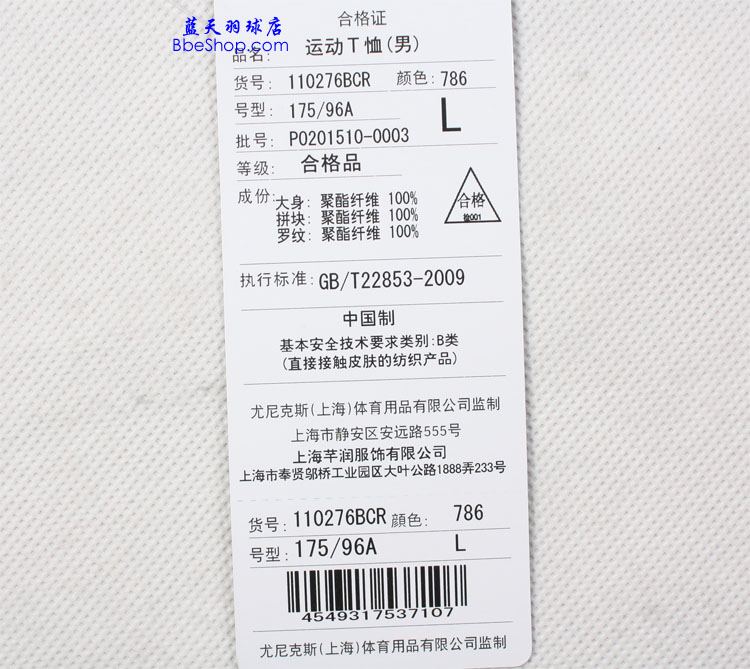 蓝天羽球店
BbeShop.com
合格证
品名: 运动T恤(男)
货号: 110276BCR 颜色: 786
号型: 175/96A L
批号: PO201510-0003
等级: 合格品
成份: 大身: 聚酯纤维 100%
拼块: 聚酯纤维 100%
罗纹: 聚酯纤维 100%
合格
检001
执行标准: GB/T22853-2009
中国制
基本安全技术要求类别:B类
(直接接触皮肤的纺织产品)
尤尼克斯(上海)体育用品有限公司监制
上海市静安区安远路555号
上海芊润服饰有限公司
上海市奉贤邬桥工业园区大叶公路1888弄233号
货号: 110276BCR 顔色: 786
号型: 175/96A L
4549317537107
尤尼克斯(上海)体育用品有限公司监制